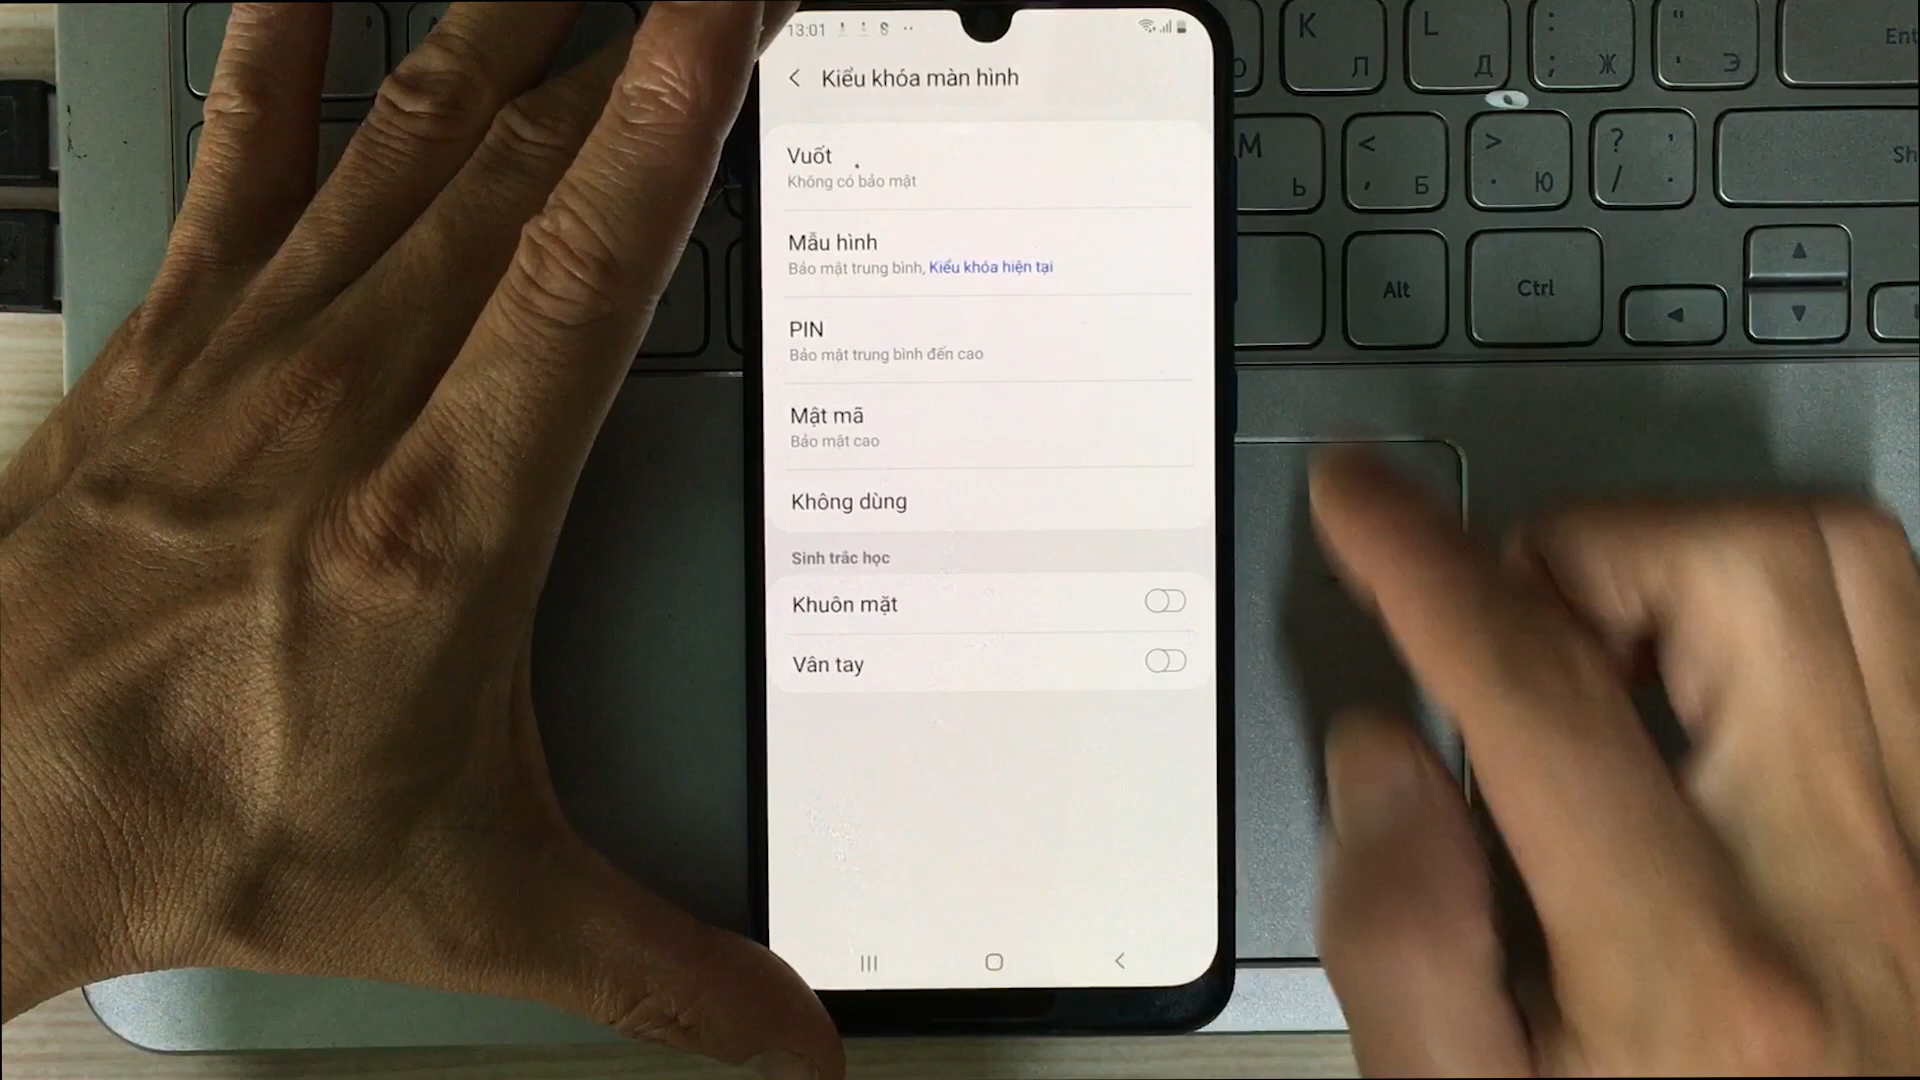 13:01
Kiểu khóa màn hình
Vuốt
Không có bảo mật
Mẫu hình
Bảo mật trung bình, Kiểu khóa hiện tại
PIN
Bảo mật trung bình đến cao
Mật mã
Bảo mật cao
Không dùng
Sinh trắc học
Khuôn mặt
Vân tay
K Л
L Д
: ; Ж
" ' Э
Ent
M Ь
< , Б
> . Ю
? / , .
Sh
Alt
Ctrl